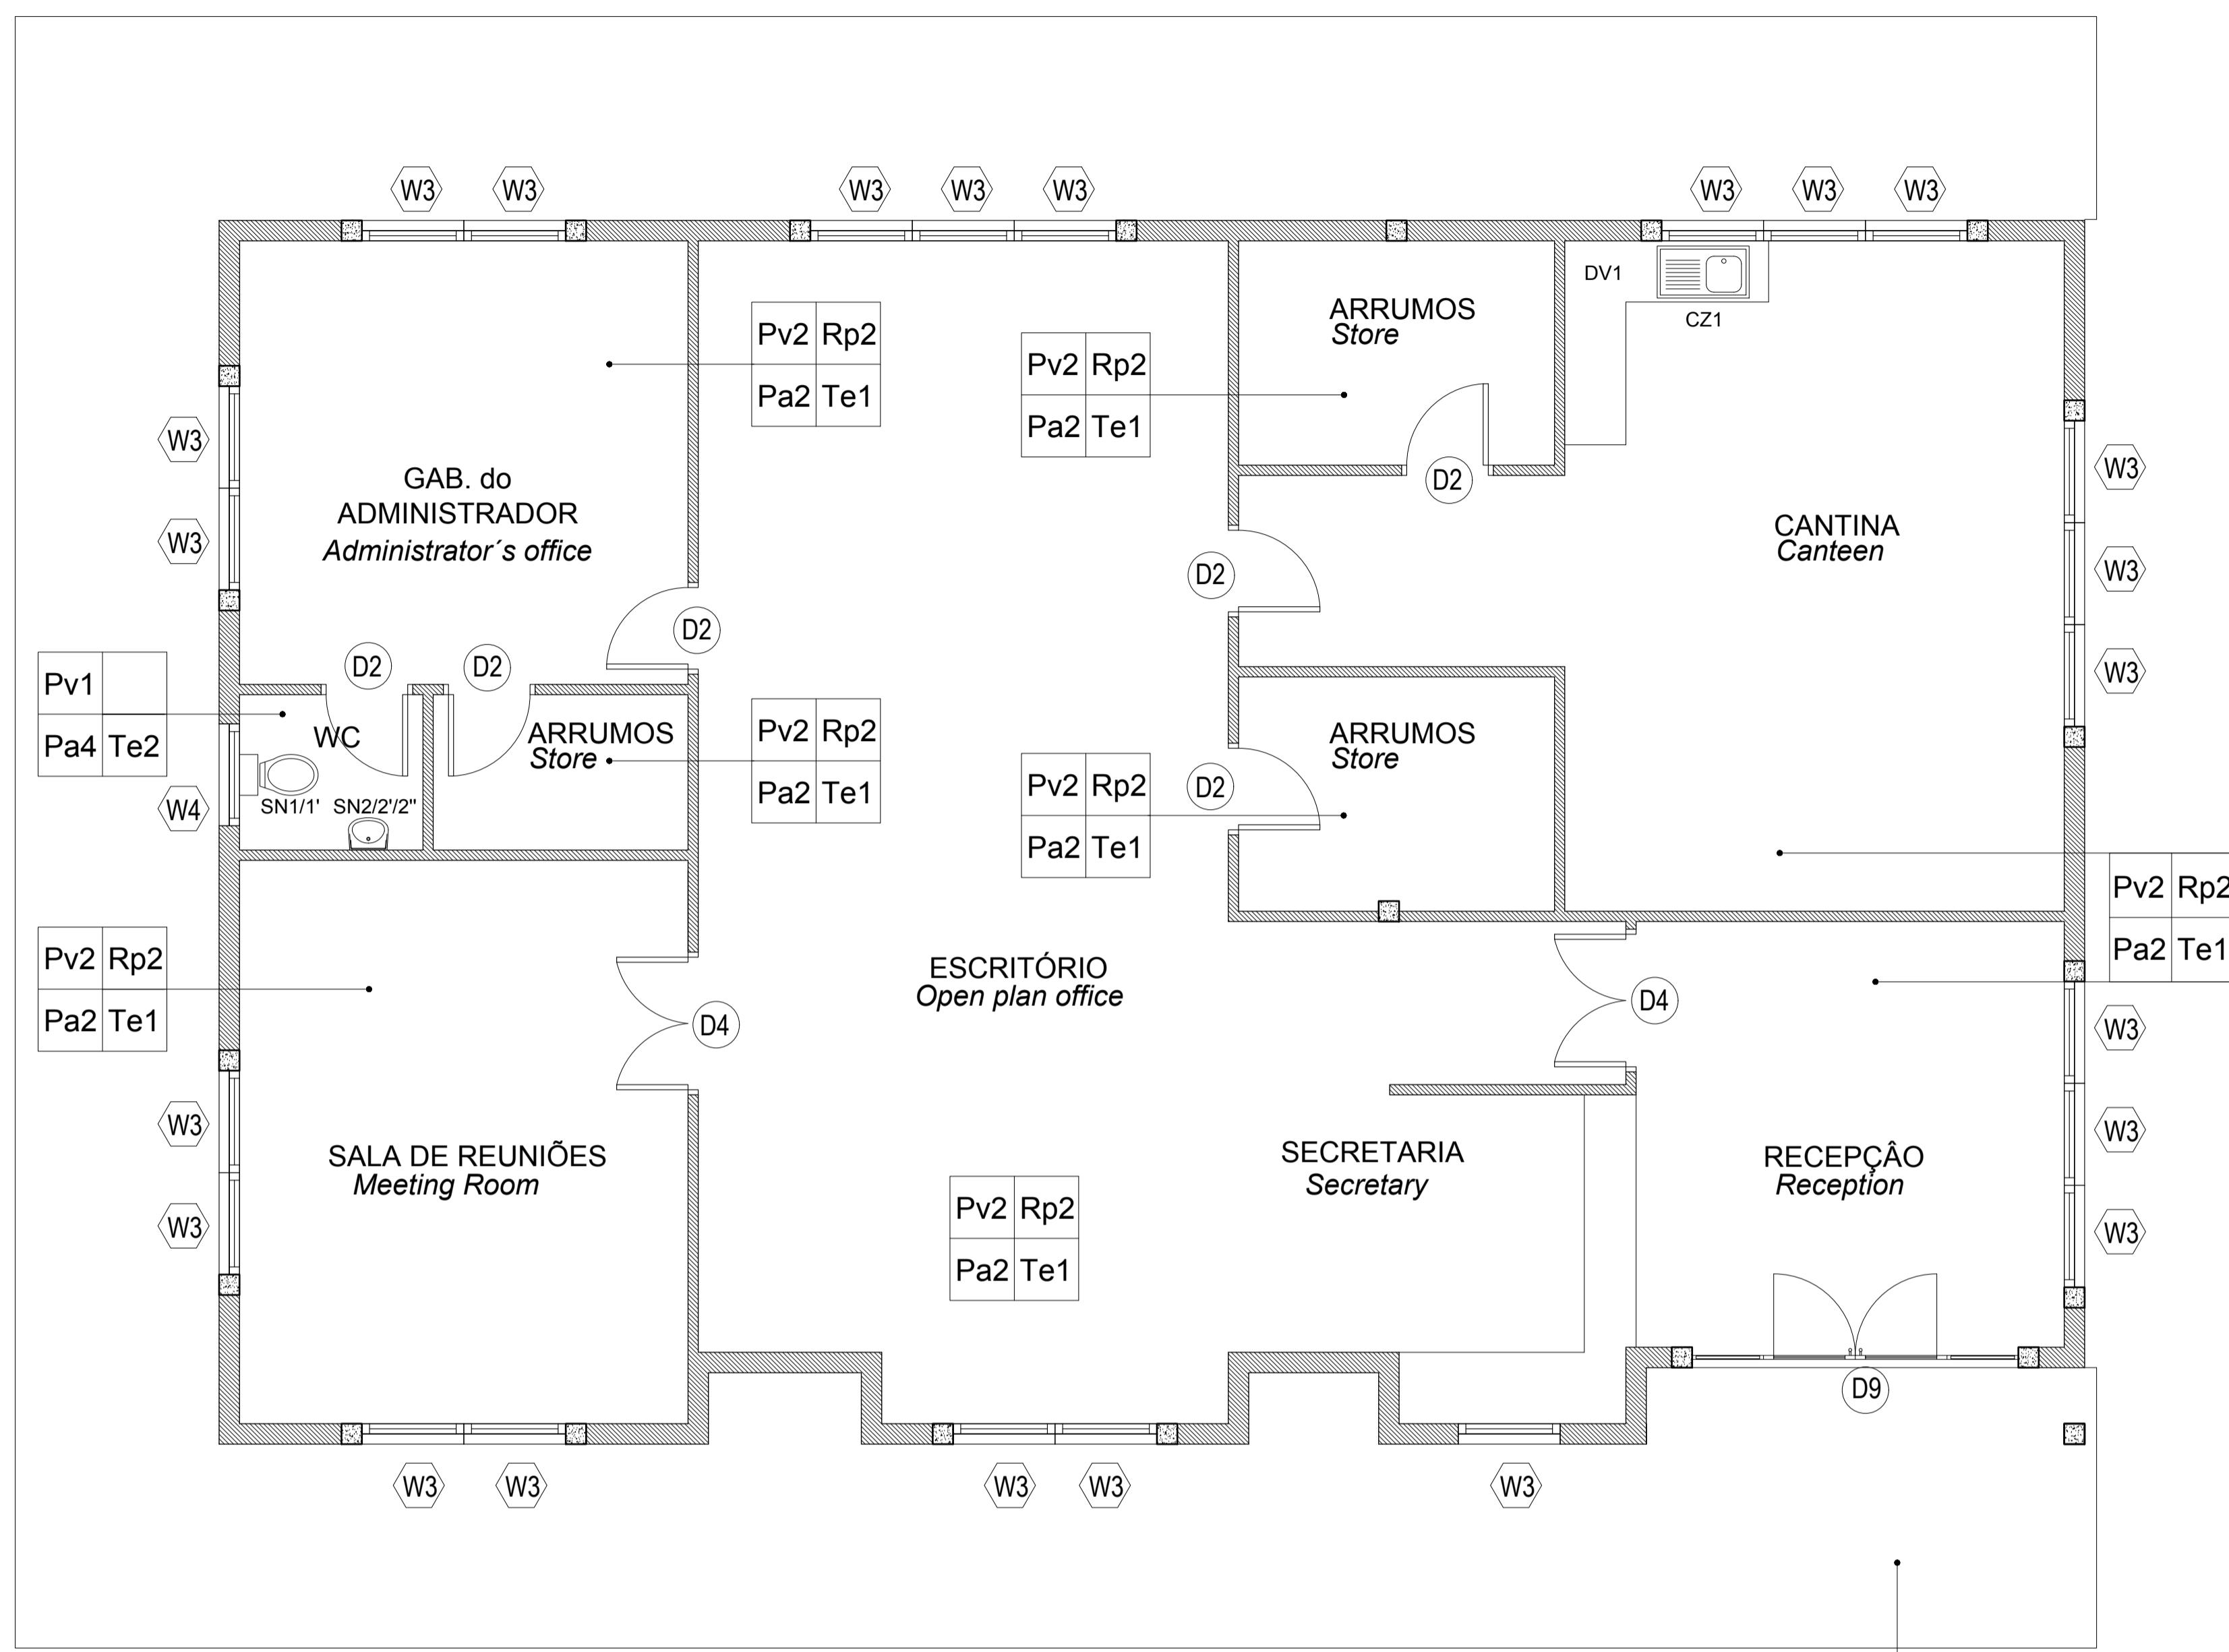 W3 W3 W3 W3 W3 W3 W3 W3
DV1
CZ1
ARRUMOS
Store
Pv2 Rp2
Pa2 Te1
Pv2 Rp2
Pa2 Te1
W3
W3
GAB. do
ADMINISTRADOR
Administrator´s office
D2
CANTINA
Canteen
W3
W3
W3
D2
D2
D2
D2
Pv1
Pa4 Te2
WC
SN1/1' SN2/2'/2"
W4
ARRUMOS
Store
Pv2 Rp2
Pa2 Te1
ARRUMOS
Store
Pv2 Rp2
Pa2 Te1
D2
Pv2 Rp2
Pa2 Te1
Pv2 Rp2
Pa2 Te1
ESCRITÓRIO
Open plan office
D4
D4
W3
W3
W3
W3
W3
SALA DE REUNIÕES
Meeting Room
SECRETARIA
Secretary
RECEPÇÂO
Reception
Pv2 Rp2
Pa2 Te1
D9
W3 W3 W3 W3 W3